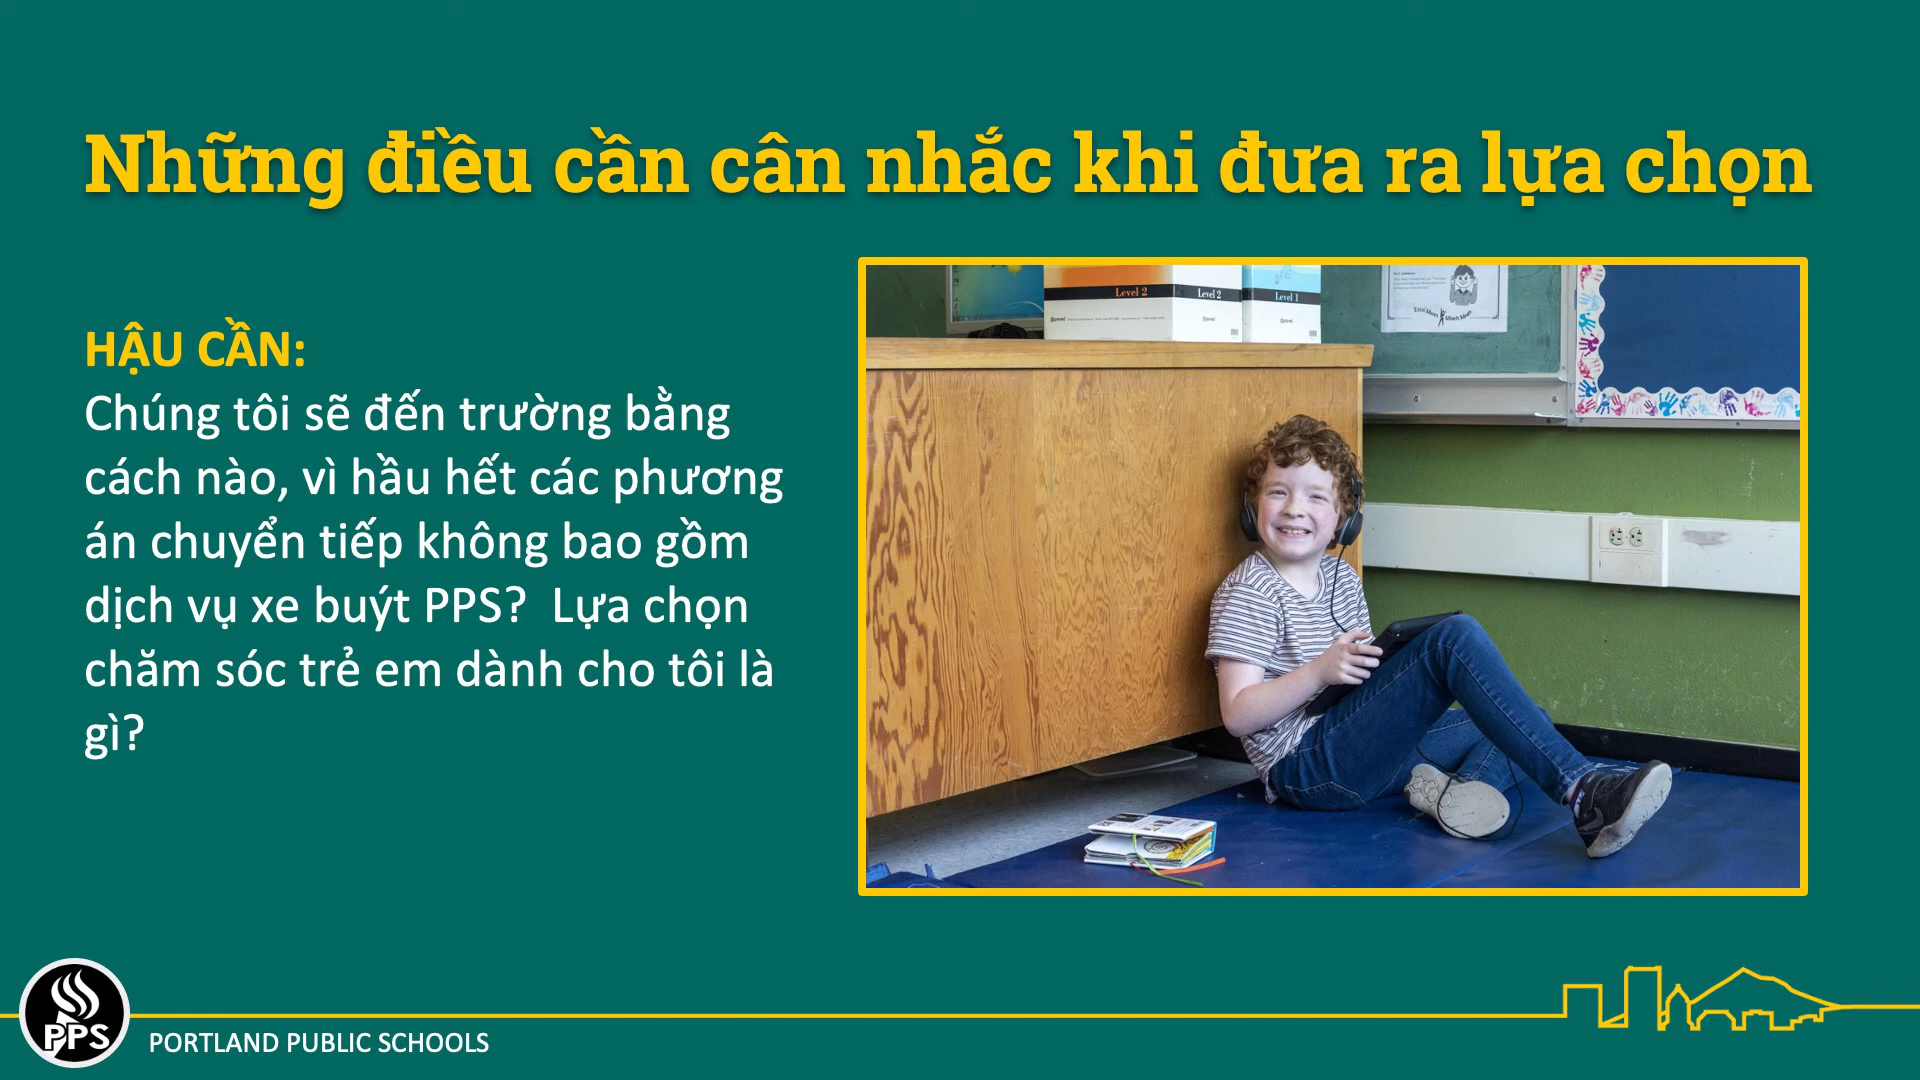 Những điều cần cân nhắc khi đưa ra lựa chọn
HẬU CẦN:
Chúng tôi sẽ đến trường bằng
cách nào, vì hầu hết các phương
án chuyển tiếp không bao gồm
dịch vụ xe buýt PPS?  Lựa chọn
chăm sóc trẻ em dành cho tôi là
gì?
Level 2
Level 2
Level 1
PPS
PORTLAND PUBLIC SCHOOLS